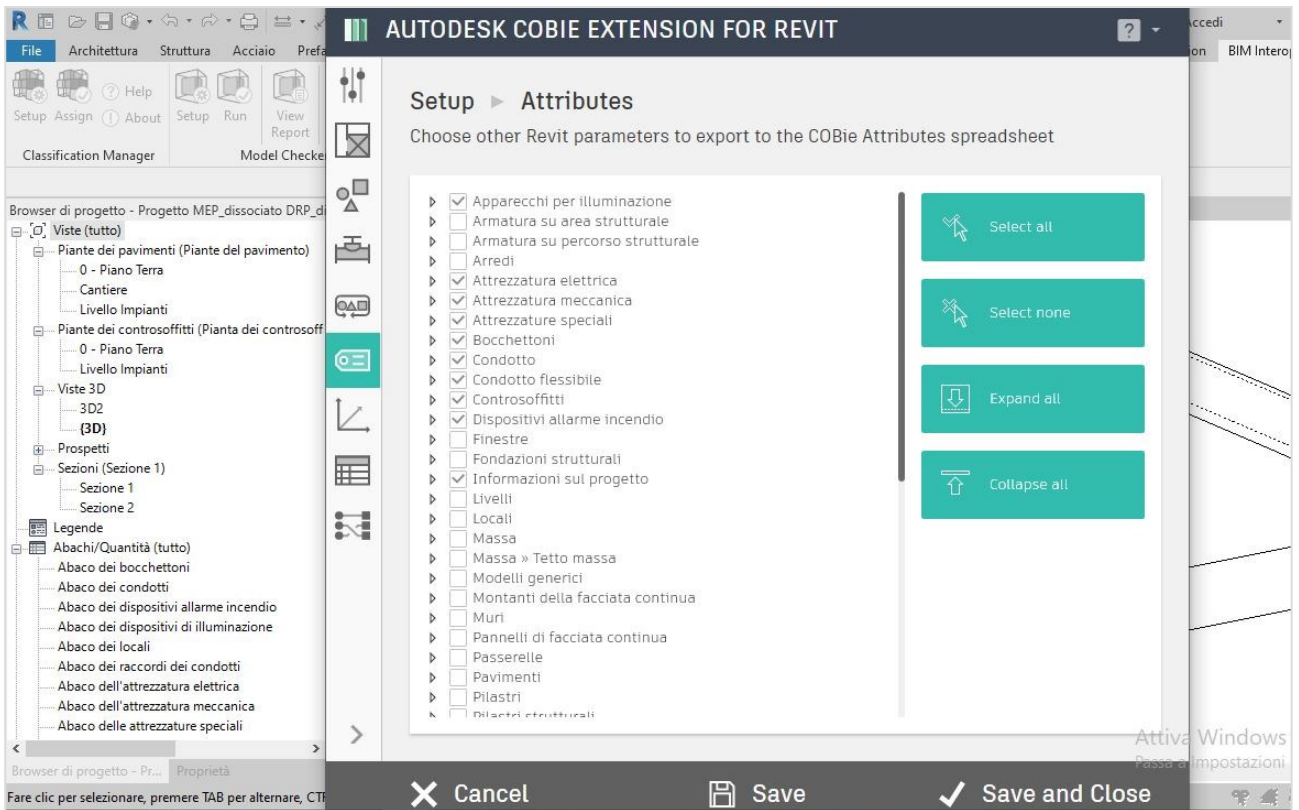 AUTODESK COBIE EXTENSION FOR REVIT
?
Accedi
File Architettura Struttura Acciaio Prefa
ion BIM Interop
Help
Setup Assign About Setup Run View Report
Classification Manager Model Checke
Setup Attributes
Choose other Revit parameters to export to the COBie Attributes spreadsheet
Browser di progetto - Progetto MEP_dissociato DRP_di
Viste (tutto)
Piante dei pavimenti (Piante del pavimento)
0 - Piano Terra
Cantiere
Livello Impianti
Piante dei controsoffitti (Pianta dei controsoff
0 - Piano Terra
Livello Impianti
Viste 3D
3D2
{3D}
Prospetti
Sezioni (Sezione 1)
Sezione 1
Sezione 2
Legende
Abachi/Quantità (tutto)
Abaco dei bocchettoni
Abaco dei condotti
Abaco dei dispositivi allarme incendio
Abaco dei dispositivi di illuminazione
Abaco dei locali
Abaco dei raccordi dei condotti
Abaco dell'attrezzatura elettrica
Abaco dell'attrezzatura meccanica
Abaco delle attrezzature speciali
Browser di progetto - Pr... Proprietà
Fare clic per selezionare, premere TAB per alternare, CTR
Apparecchi per illuminazione
Armatura su area strutturale
Armatura su percorso strutturale
Arredi
Attrezzatura elettrica
Attrezzatura meccanica
Attrezzature speciali
Bocchettoni
Condotto
Condotto flessibile
Controsoffitti
Dispositivi allarme incendio
Finestre
Fondazioni strutturali
Informazioni sul progetto
Livelli
Locali
Massa
Massa » Tetto massa
Modelli generici
Montanti della facciata continua
Muri
Pannelli di facciata continua
Passerelle
Pavimenti
Pilastri
Pilastri strutturali
Select all
Select none
Expand all
Collapse all
Attiva Windows
Passa a Impostazioni
Cancel Save Save and Close